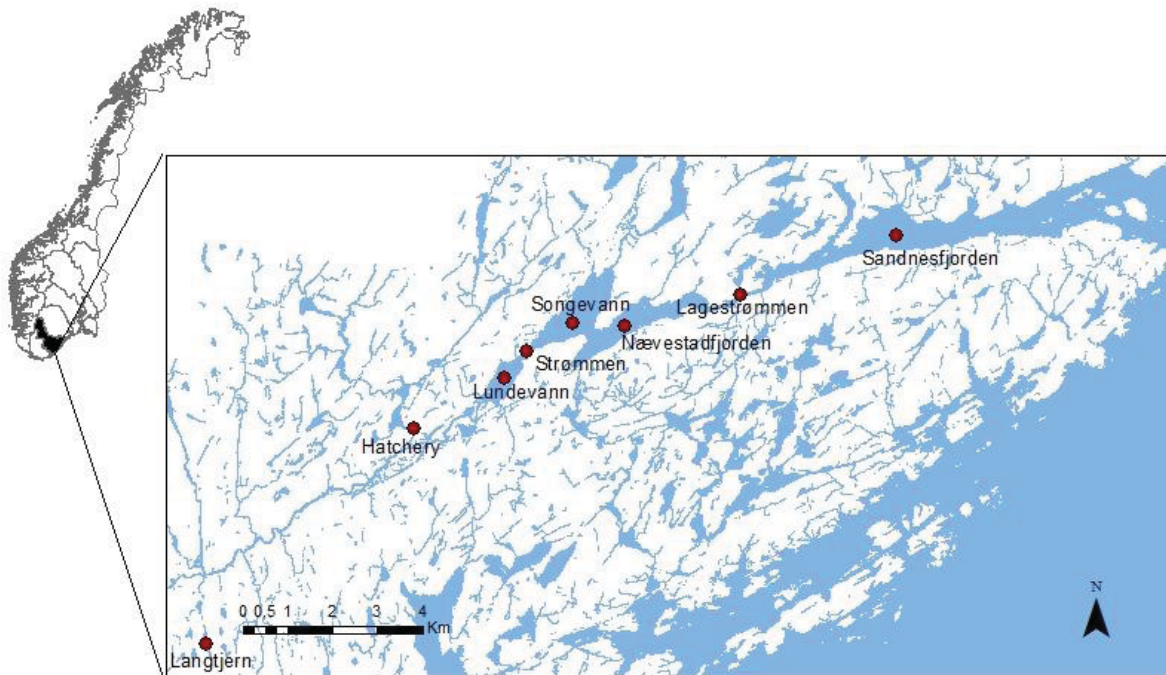 Sandnesfjorden
Songevann
Lagestrømmen
Nævestadfjorden
Strømmen
Lundevann
Hatchery
N
0 0,5 1 2 3 4
Km
Langtjern